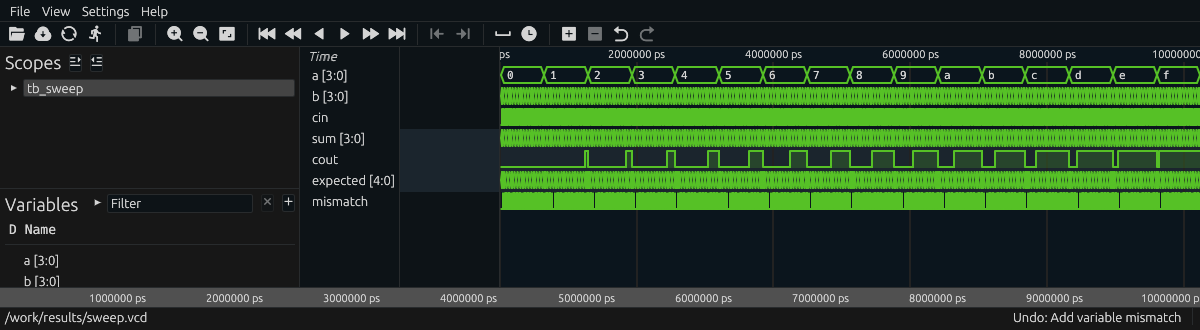 File View Settings Help
Scopes
tb_sweep
Variables Filter
D Name
a [3:0]
b [3:0]
Time
a [3:0]
b [3:0]
cin
sum [3:0]
cout
expected [4:0]
mismatch
ps 2000000 ps 4000000 ps 6000000 ps 8000000 ps 1000000
0 1 2 3 4 5 6 7 8 9 a b c d e f
1000000 ps 2000000 ps 3000000 ps 4000000 ps 5000000 ps 6000000 ps 7000000 ps 8000000 ps 9000000 ps 10000000 ps
/work/results/sweep.vcd Undo: Add variable mismatch